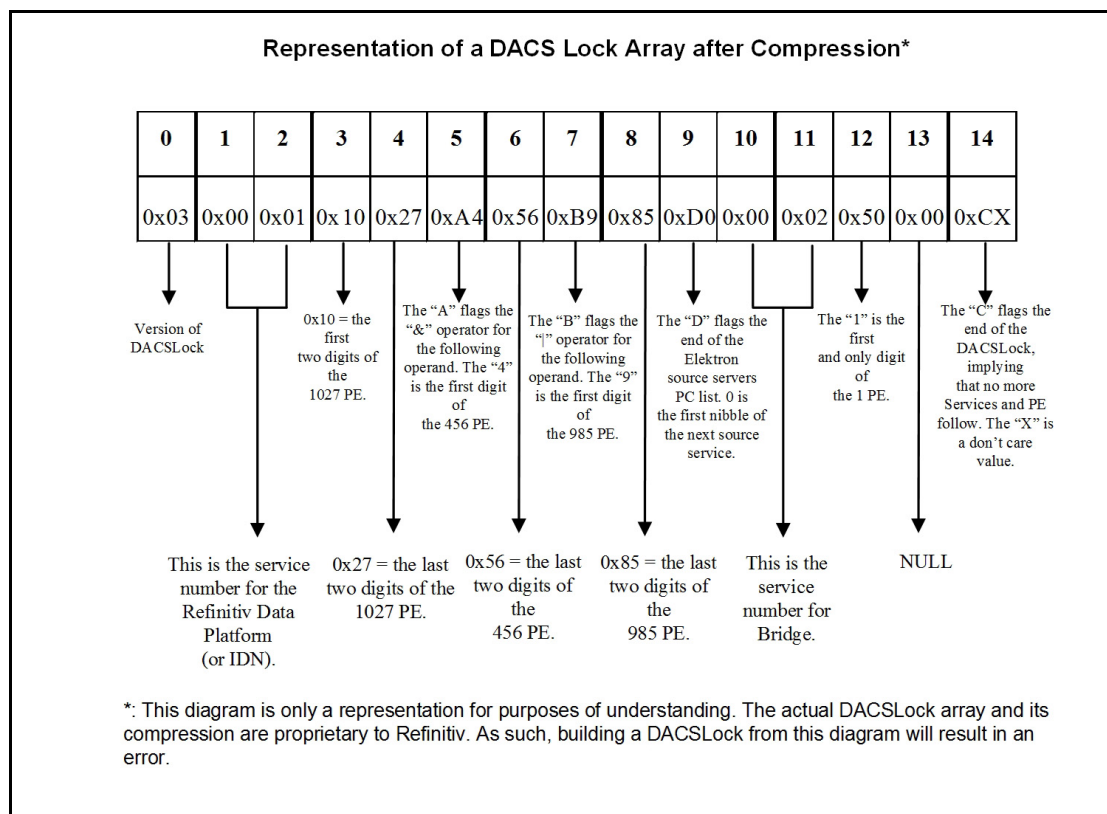 Representation of a DACS Lock Array after Compression*
0 1 2 3 4 5 6 7 8 9 10 11 12 13 14
0x03 0x00 0x01 0x10 0x27 0xA4 0x56 0xB9 0x85 0xD0 0x00 0x02 0x50 0x00 0xCX
Version of
DACSLock
0x10 = the
first
two digits of
the
1027 PE.
The “A” flags the
“&” operator for
the following
operand. The “4”
is the first digit
of
the 456 PE.
The “B” flags the
“|” operator for
the following
operand. The “9”
is the first digit
of
the 985 PE.
The “D” flags the
end of the
Elektron
source servers
PC list. 0 is
the first nibble of
the next source
service.
The “1” is the
first
and only digit
of
the 1 PE.
The “C” flags the
end of the
DACSLock,
implying
that no more
Services and PE
follow. The “X” is
a don’t care
value.
This is the service
number for the
Refinitiv Data
Platform
(or IDN).
0x27 = the last
two digits of the
1027 PE.
0x56 = the last
two digits of
the
456 PE.
0x85 = the last
two digits of
the
985 PE.
This is the
service
number for
Bridge.
NULL
*: This diagram is only a representation for purposes of understanding. The actual DACSLock array and its
compression are proprietary to Refinitiv. As such, building a DACSLock from this diagram will result in an
error.